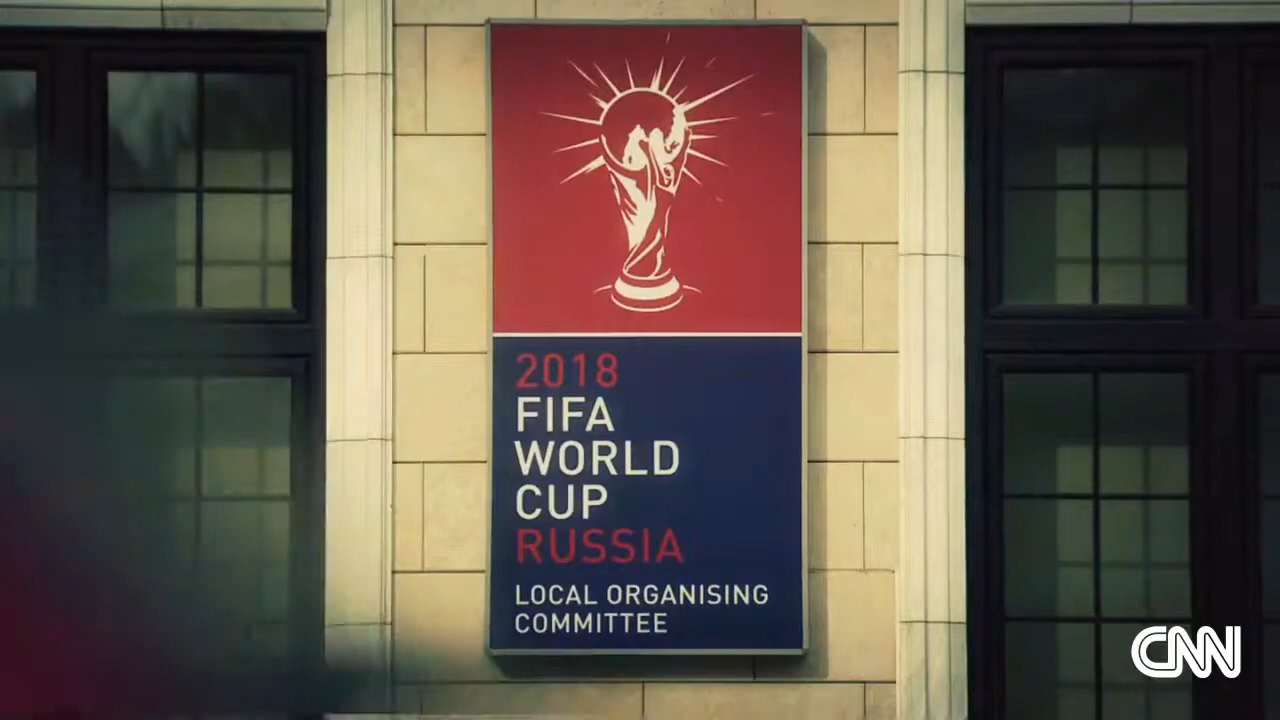 2018
FIFA
WORLD
CUP
RUSSIA
LOCAL ORGANISING
COMMITTEE
CNN